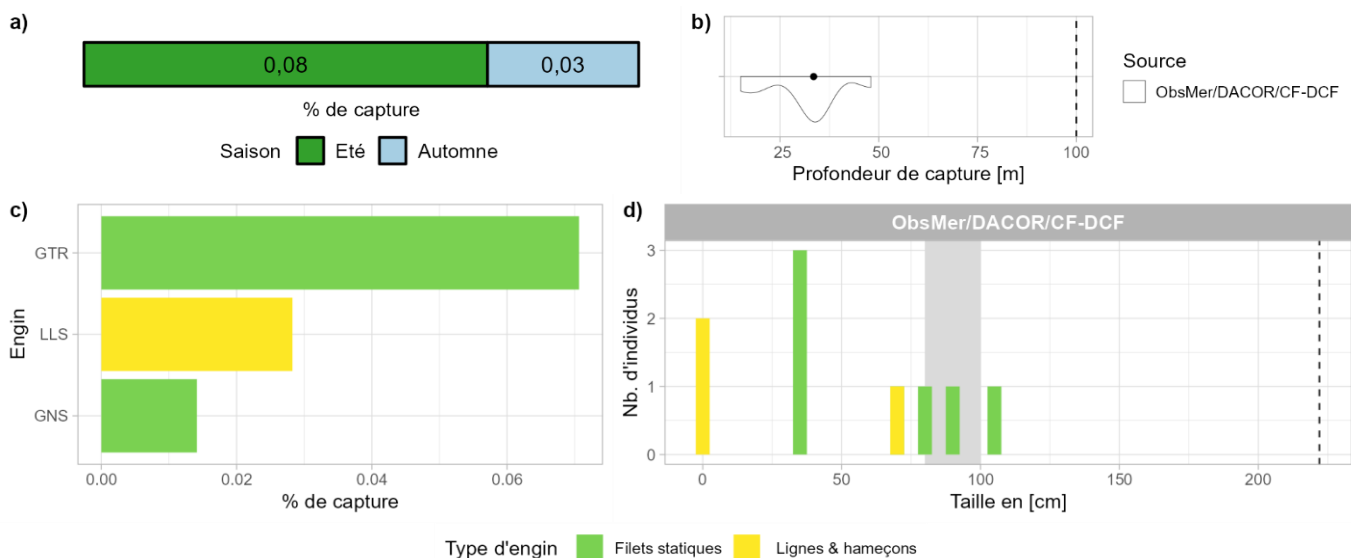 a)
0,08 0,03
% de capture
Saison Eté Automne
b)
25 50 75 100
Profondeur de capture [m]
Source
ObsMer/DACOR/CF-DCF
c)
Engin
GTR
LLS
GNS
0.00 0.02 0.04 0.06
% de capture
d)
ObsMer/DACOR/CF-DCF
Nb. d'individus
3
2
1
0
0 50 100 150 200
Taille en [cm]
Type d'engin Filets statiques Lignes & hameçons